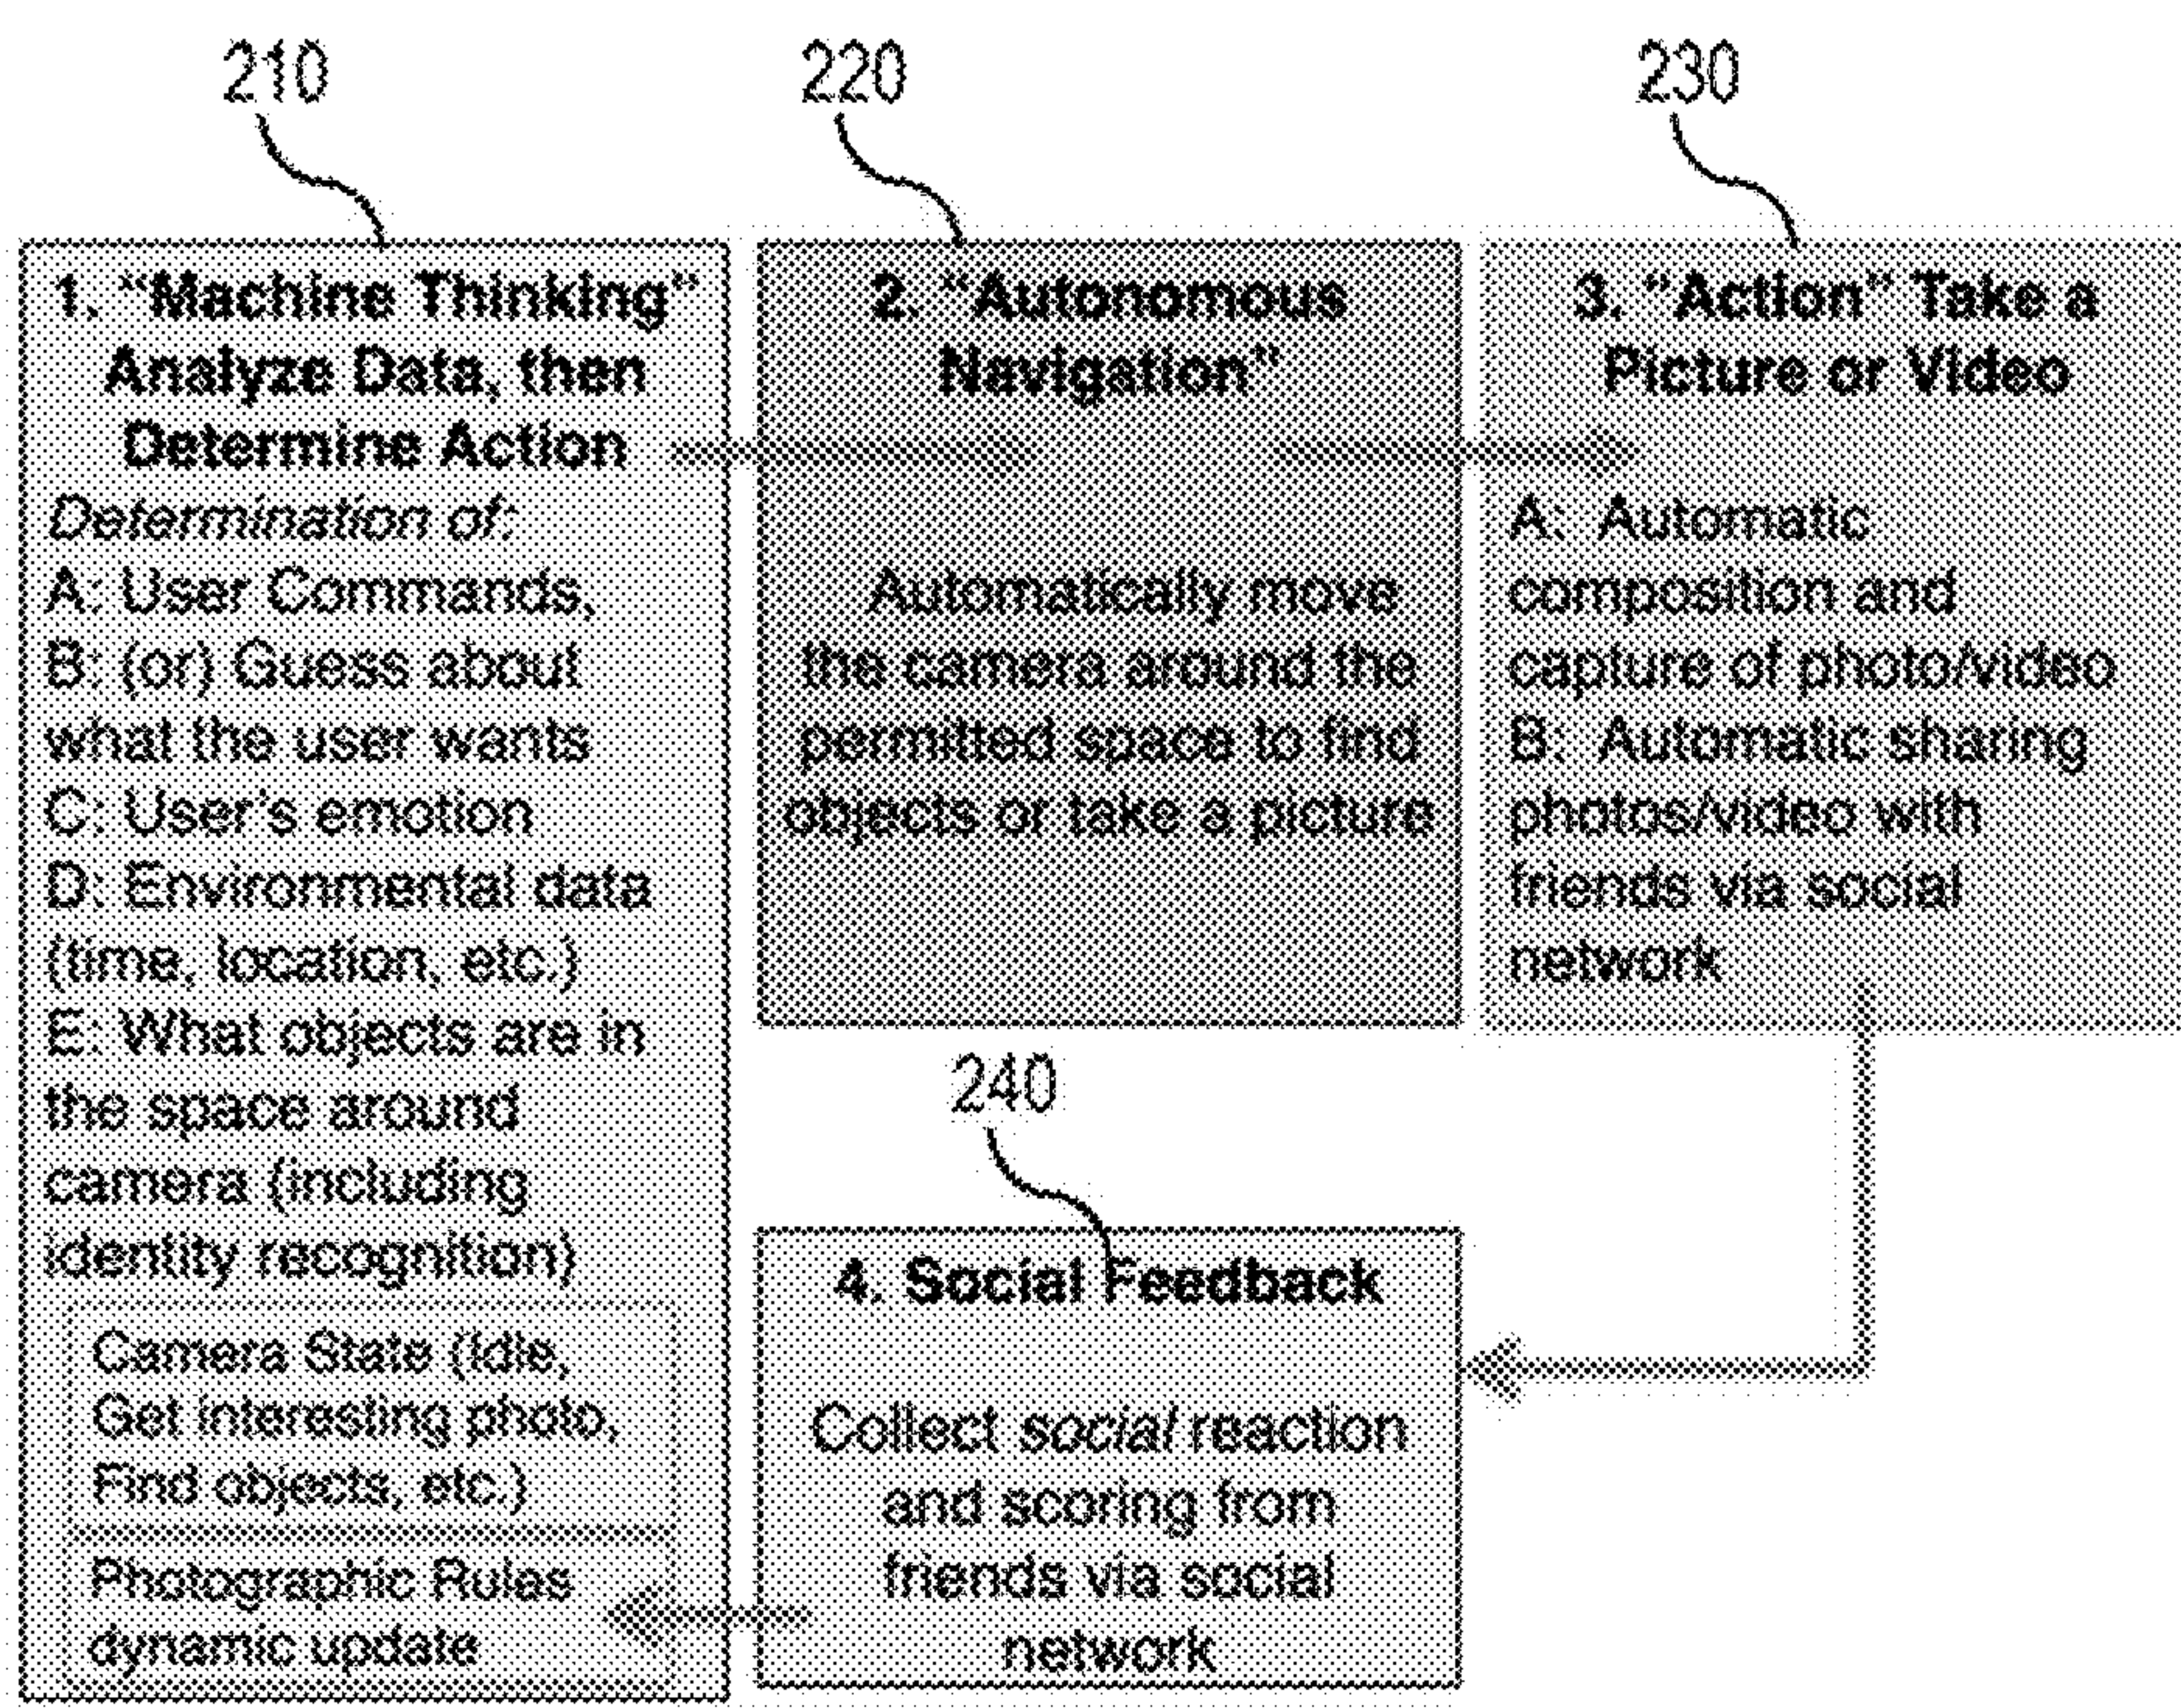 210
220
230
1. "Machine Thinking"
Analyze Data, then
Determine Action
Determination of:
A: User Commands,
B: (or) Guess about
what the user wants
C: User's emotion
D: Environmental data
(time, location, etc.)
E: What objects are in
the space around
camera (including
identity recognition)
Camera State (Idle,
Get interesting photo,
Find objects, etc.)
Photographic Rules
dynamic update
2. "Autonomous
Navigation"
Automatically move
the camera around the
permitted space to find
objects or take a picture
3. "Action" Take a
Picture or Video
A: Automatic
composition and
capture of photo/video
B: Automatic sharing
photos/video with
friends via social
network
240
4. Social Feedback
Collect social reaction
and scoring from
friends via social
network